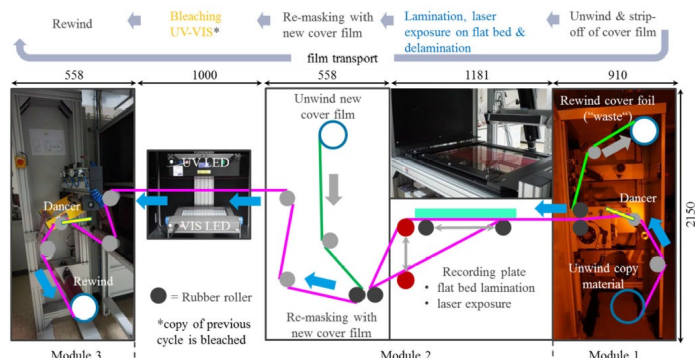 Rewind
Bleaching
UV-VIS*
Re-masking with
new cover film
Lamination, laser
exposure on flat bed &
delamination
Unwind & strip-
off of cover film
film transport
558
1000
558
1181
910
Unwind new
cover film
Rewind cover foil
("waste")
UV LED
VIS LED
Dancer
Dancer
2150
Rewind
= Rubber roller
*copy of previous
cycle is bleached
Re-masking with
new cover film
Recording plate
• flat bed lamination
• laser exposure
Unwind copy
material
Module 3
Module 2
Module 1